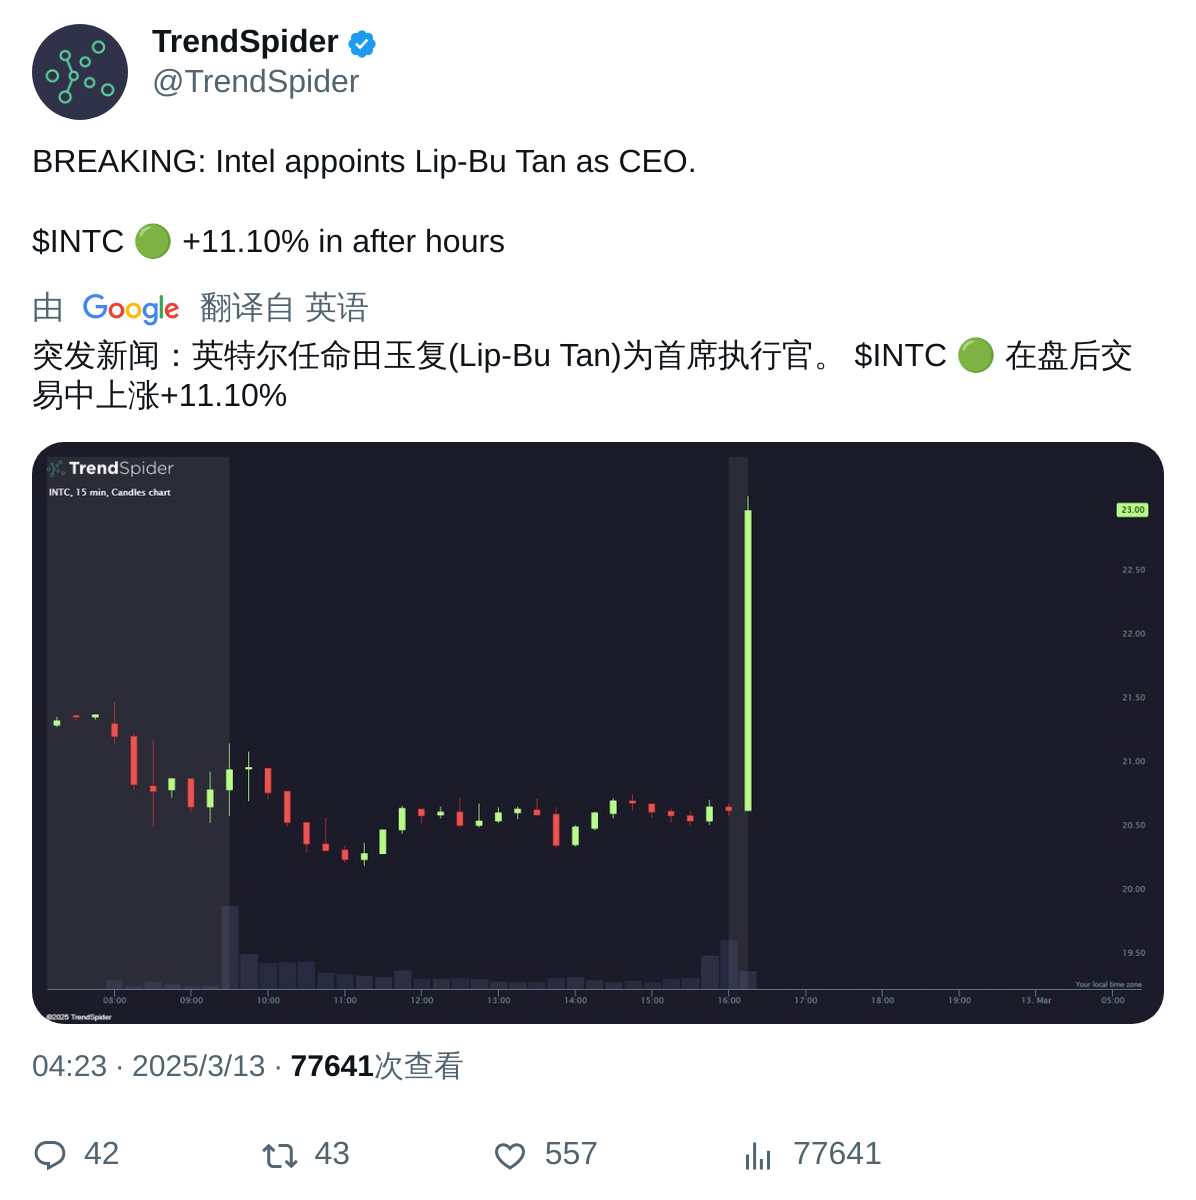 TrendSpider
@TrendSpider
BREAKING: Intel appoints Lip-Bu Tan as CEO.
$INTC 🟢 +11.10% in after hours
由 Google 翻译自 英语
突发新闻：英特尔任命田玉复(Lip-Bu Tan)为首席执行官。 $INTC 🟢 在盘后交
易中上涨+11.10%
TrendSpider
INTC, 15 min, Candles chart
23.00
22.50
22.00
21.50
21.00
20.50
20.00
19.50
Your local time zone
08:00 09:00 10:00 11:00 12:00 13:00 14:00 15:00 16:00 17:00 18:00 19:00 13. Mar 05:00
©2025 TrendSpider
04:23 · 2025/3/13 · 77641次查看
42 43 557 77641